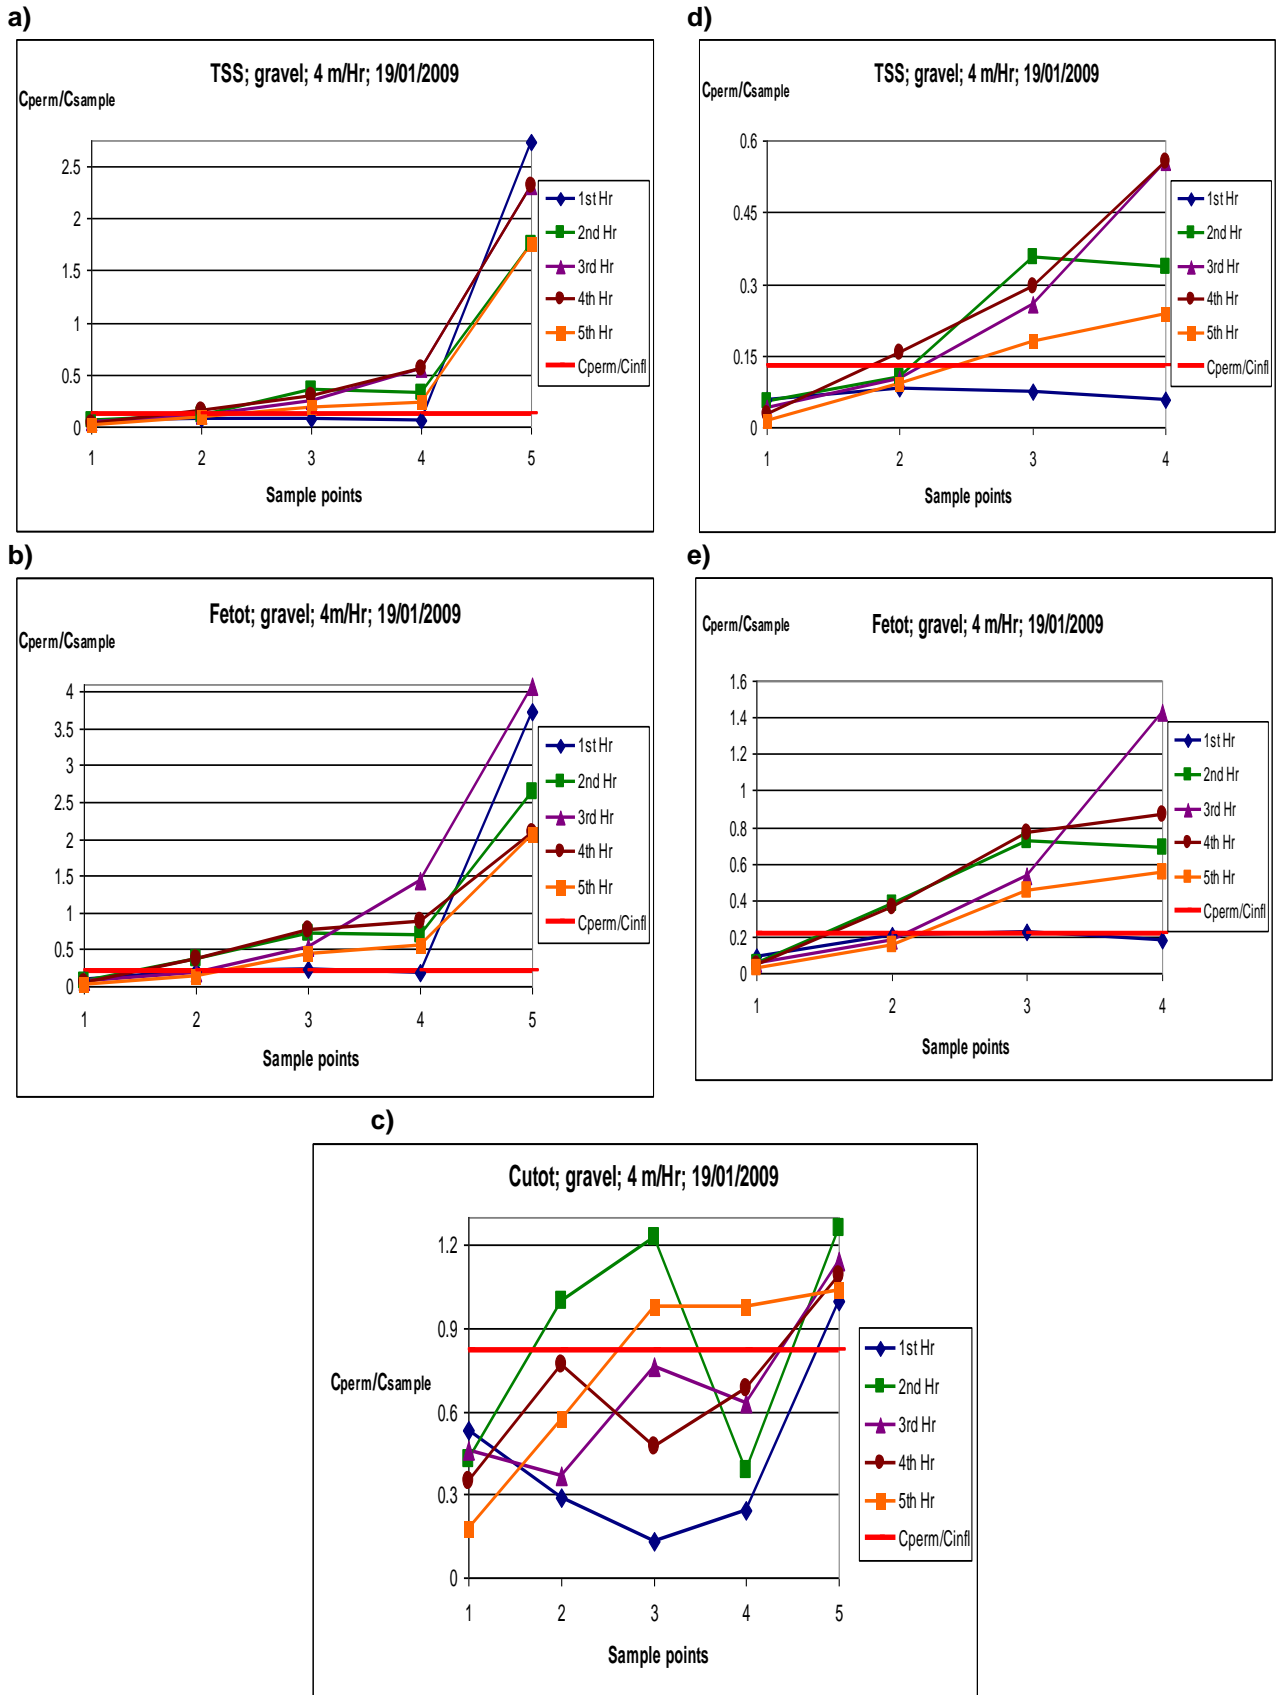 a)
TSS; gravel; 4 m/Hr; 19/01/2009
Cperm/Csample
2.5
2
1.5
1
0.5
0
1 2 3 4 5
Sample points
1st Hr
2nd Hr
3rd Hr
4th Hr
5th Hr
Cperm/Cinfl
d)
TSS; gravel; 4 m/Hr; 19/01/2009
Cperm/Csample
0.6
0.45
0.3
0.15
0
1 2 3 4
Sample points
1st Hr
2nd Hr
3rd Hr
4th Hr
5th Hr
Cperm/Cinfl
b)
Fetot; gravel; 4m/Hr; 19/01/2009
Cperm/Csample
4
3.5
3
2.5
2
1.5
1
0.5
0
1 2 3 4 5
Sample points
1st Hr
2nd Hr
3rd Hr
4th Hr
5th Hr
Cperm/Cinfl
e)
Fetot; gravel; 4 m/Hr; 19/01/2009
Cperm/Csample
1.6
1.4
1.2
1
0.8
0.6
0.4
0.2
0
1 2 3 4
Sample points
1st Hr
2nd Hr
3rd Hr
4th Hr
5th Hr
Cperm/Cinfl
c)
Cutot; gravel; 4 m/Hr; 19/01/2009
Cperm/Csample
1.2
0.9
0.6
0.3
0
1 2 3 4 5
Sample points
1st Hr
2nd Hr
3rd Hr
4th Hr
5th Hr
Cperm/Cinfl